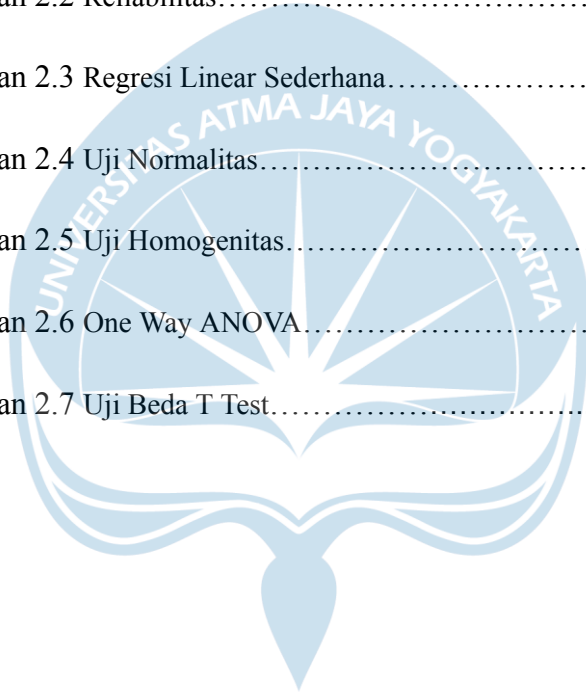 an 2.2 Reliabilitas……………………………
an 2.3 Regresi Linear Sederhana………………
UNIVERSITAS ATMA JAYA YOGYAKARTA
an 2.4 Uji Normalitas…………………………
an 2.5 Uji Homogenitas………………………
an 2.6 One Way ANOVA……………………
an 2.7 Uji Beda T Test…………………………